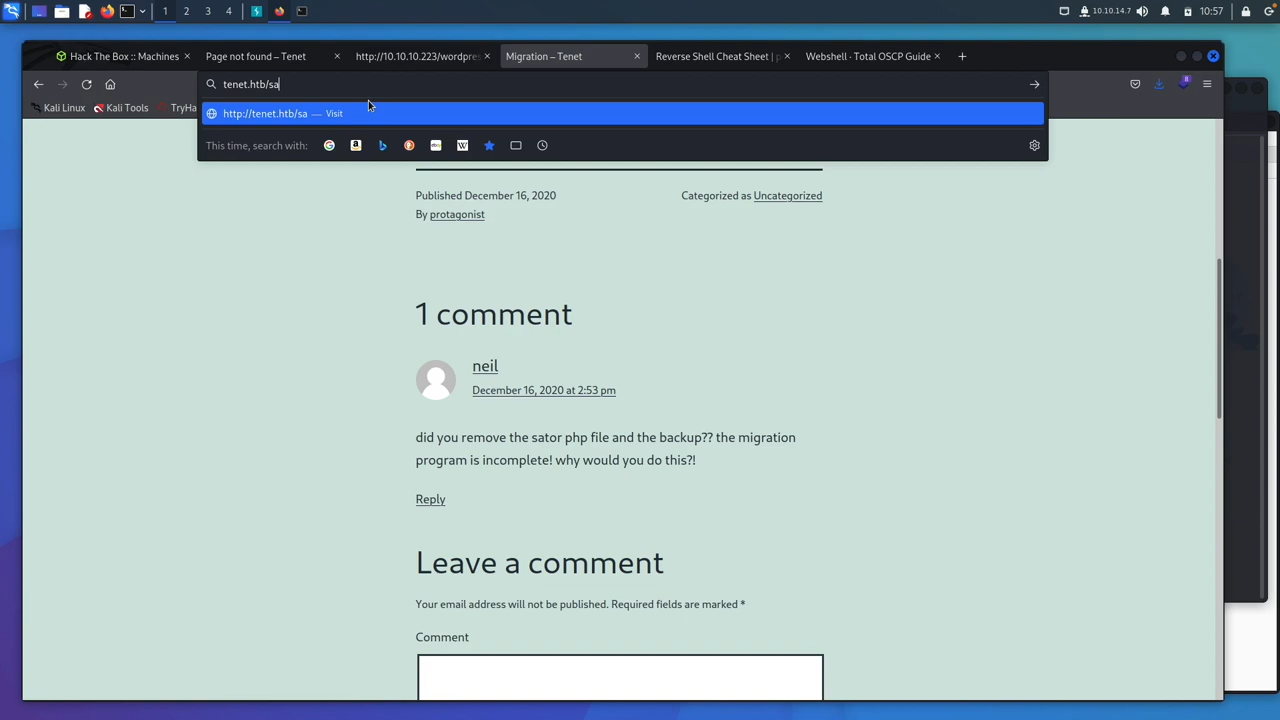 1 2 3 4
10.10.14.7
10:57
Hack The Box :: Machines
Page not found – Tenet
http://10.10.10.223/wordpres
Migration – Tenet
Reverse Shell Cheat Sheet | p
Webshell · Total OSCP Guide
tenet.htb/sa
8
Kali Linux
Kali Tools
TryHa
http://tenet.htb/sa — Visit
This time, search with:
Published December 16, 2020
Categorized as Uncategorized
By protagonist
1 comment
neil
December 16, 2020 at 2:53 pm
did you remove the sator php file and the backup?? the migration
program is incomplete! why would you do this?!
Reply
Leave a comment
Your email address will not be published. Required fields are marked *
Comment